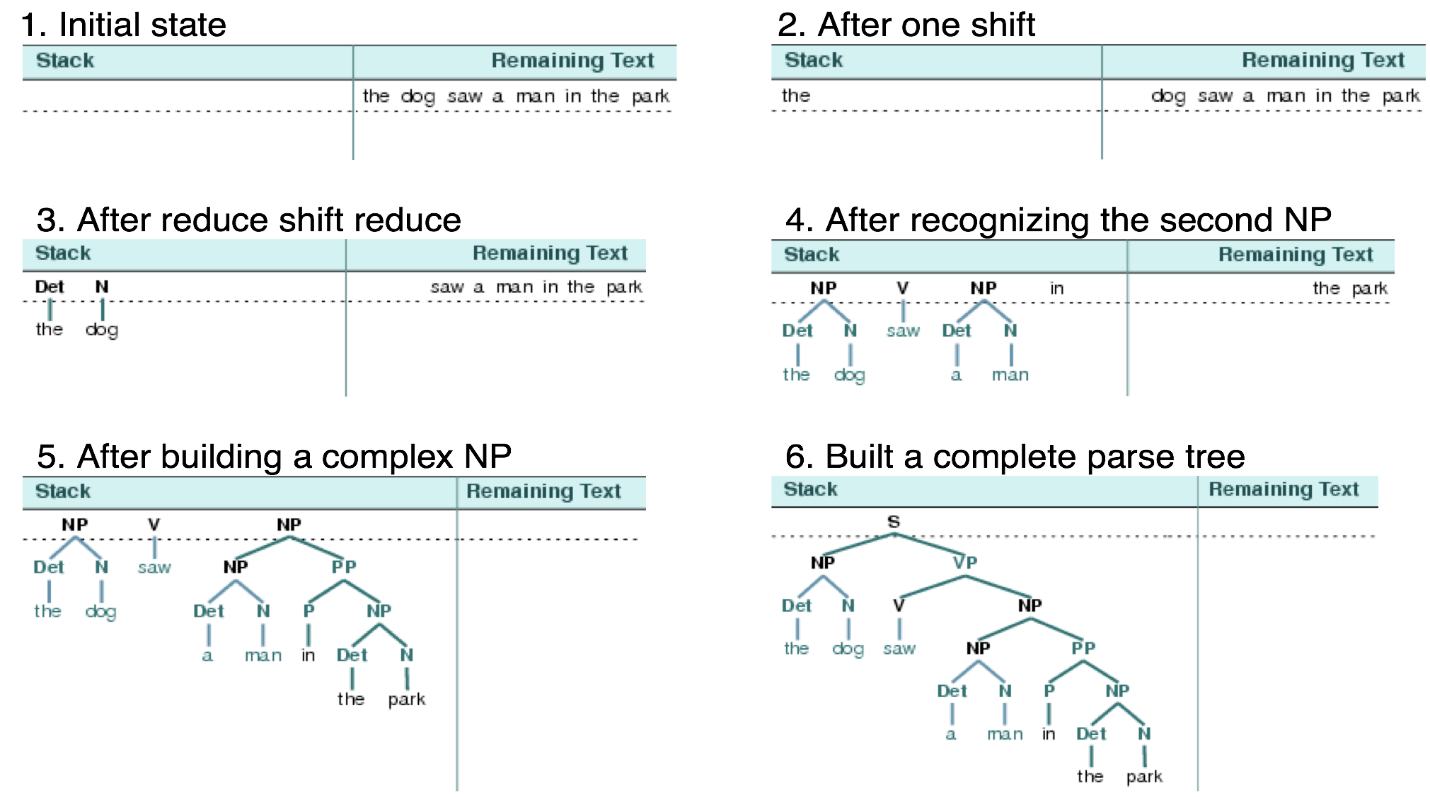 1. Initial state
Stack Remaining Text
the dog saw a man in the park
2. After one shift
Stack Remaining Text
the dog saw a man in the park
3. After reduce shift reduce
Stack Remaining Text
Det N saw a man in the park
the dog
4. After recognizing the second NP
Stack Remaining Text
NP V NP in the park
Det N saw Det N
the dog a man
5. After building a complex NP
Stack Remaining Text
NP V NP
Det N saw NP PP
the dog Det N P NP
a man in Det N
the park
6. Built a complete parse tree
Stack Remaining Text
S
NP VP
Det N V NP
the dog saw NP PP
Det N P NP
a man in Det N
the park